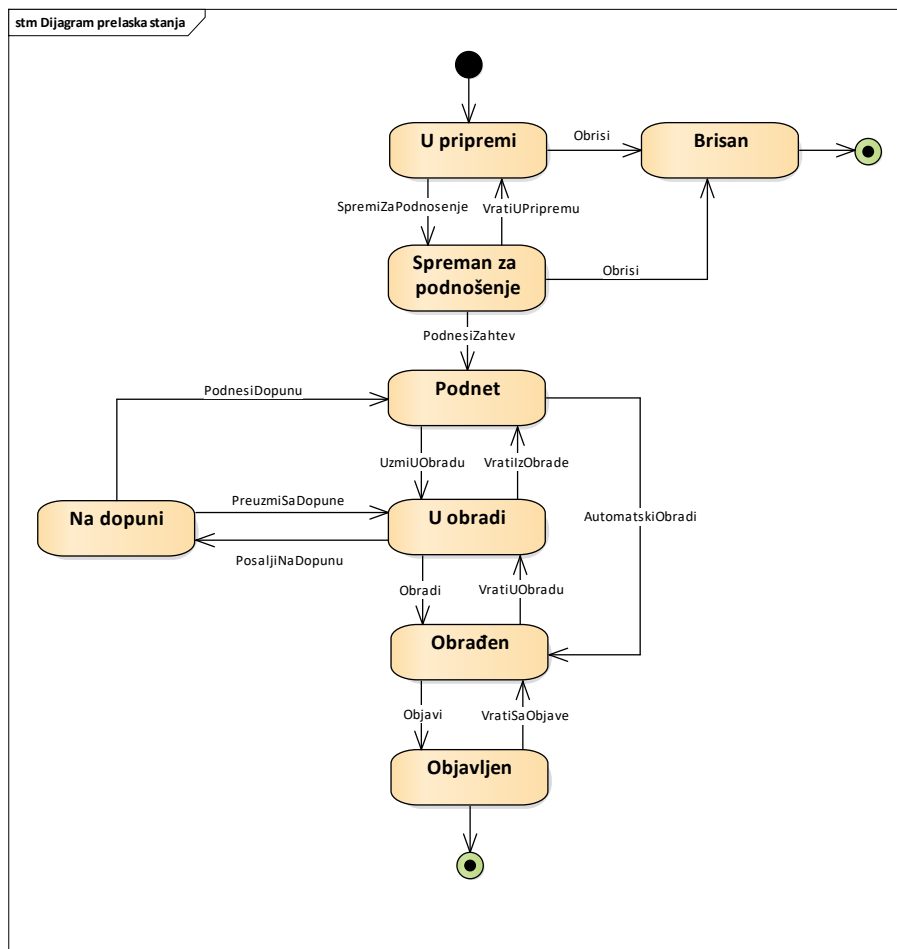 stm Dijagram prelaska stanja
U pripremi
Obrisi
Brisan
SpremiZaPodnosenje
VratiUPripremu
Spreman za
podnošenje
Obrisi
PodnesiZahtev
Podnet
PodnesiDopunu
UzmiUObradu
VratiIzObrade
Na dopuni
PreuzmiSaDopune
U obradi
AutomatskiObradi
PosaljiNaDopunu
Obradi
VratiUObradu
Obrađen
Objavi
VratiSaObjave
Objavljen